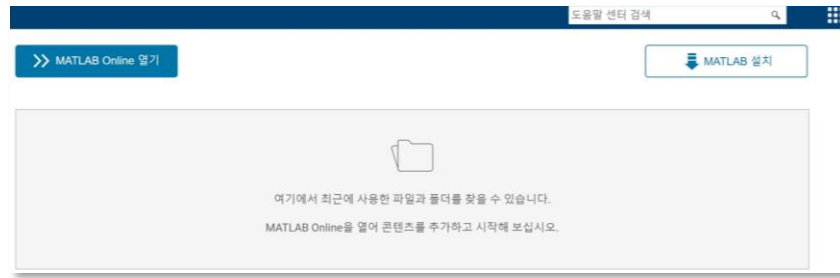 도움말 센터 검색
MATLAB Online 열기
MATLAB 설치
여기에서 최근에 사용한 파일과 폴더를 찾을 수 있습니다.
MATLAB Online을 열어 콘텐츠를 추가하고 시작해 보십시오.